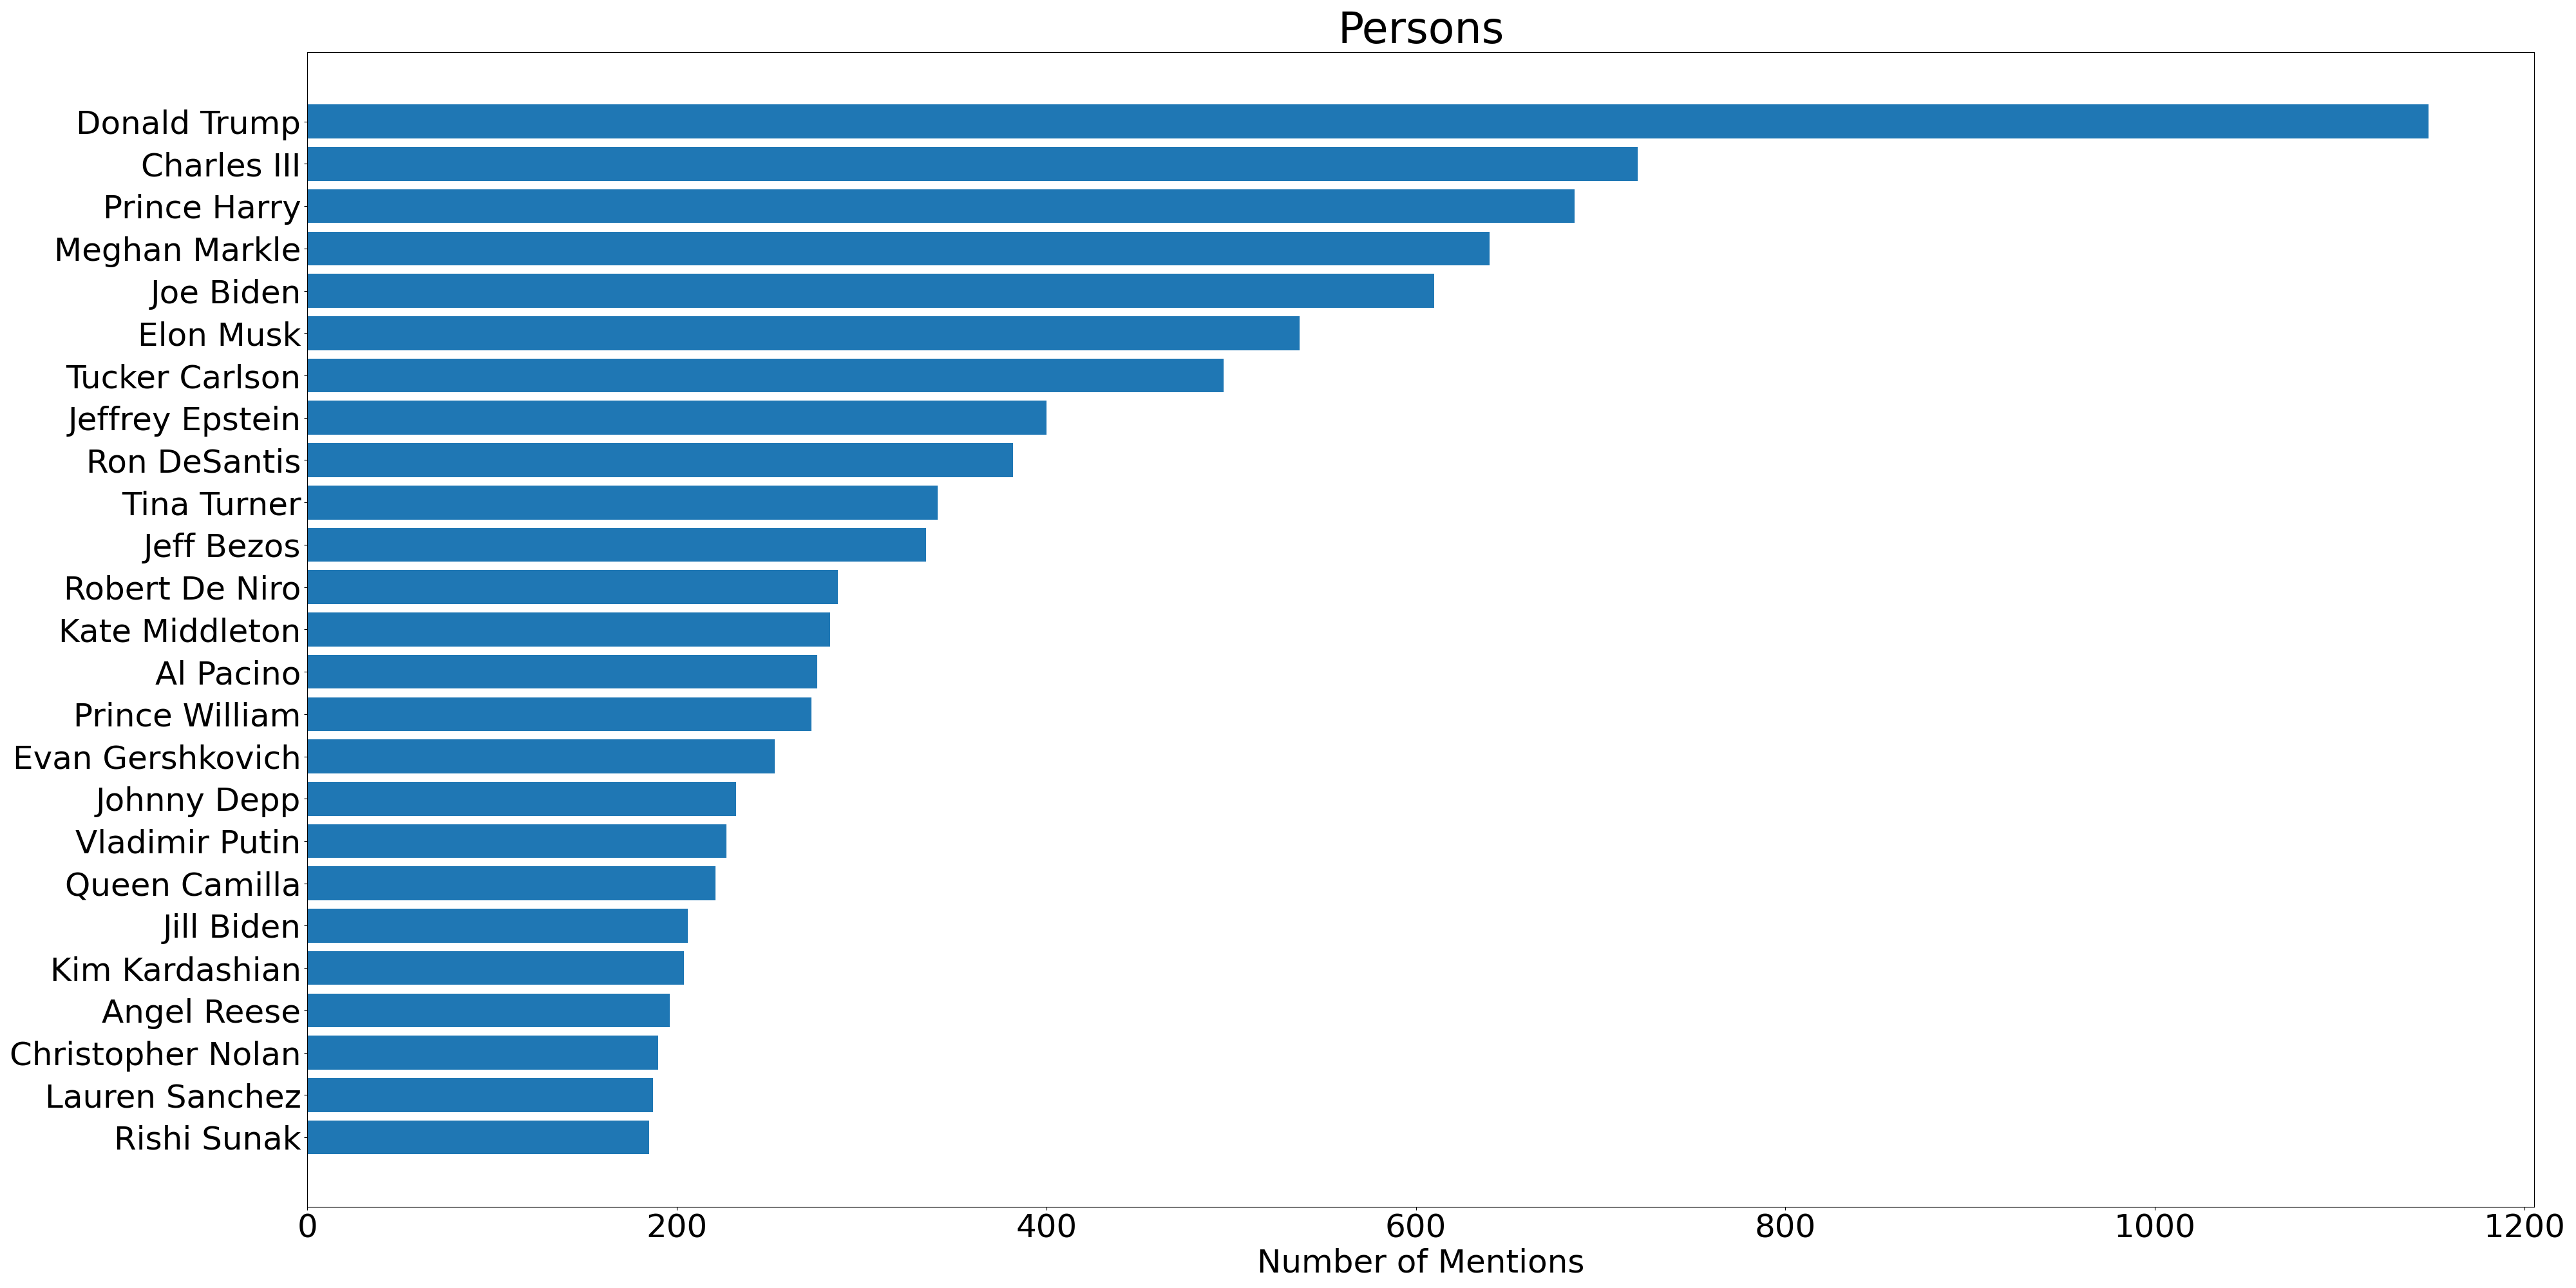 Persons
Donald Trump
Charles III
Prince Harry
Meghan Markle
Joe Biden
Elon Musk
Tucker Carlson
Jeffrey Epstein
Ron DeSantis
Tina Turner
Jeff Bezos
Robert De Niro
Kate Middleton
Al Pacino
Prince William
Evan Gershkovich
Johnny Depp
Vladimir Putin
Queen Camilla
Jill Biden
Kim Kardashian
Angel Reese
Christopher Nolan
Lauren Sanchez
Rishi Sunak
0 200 400 600 800 1000 1200
Number of Mentions